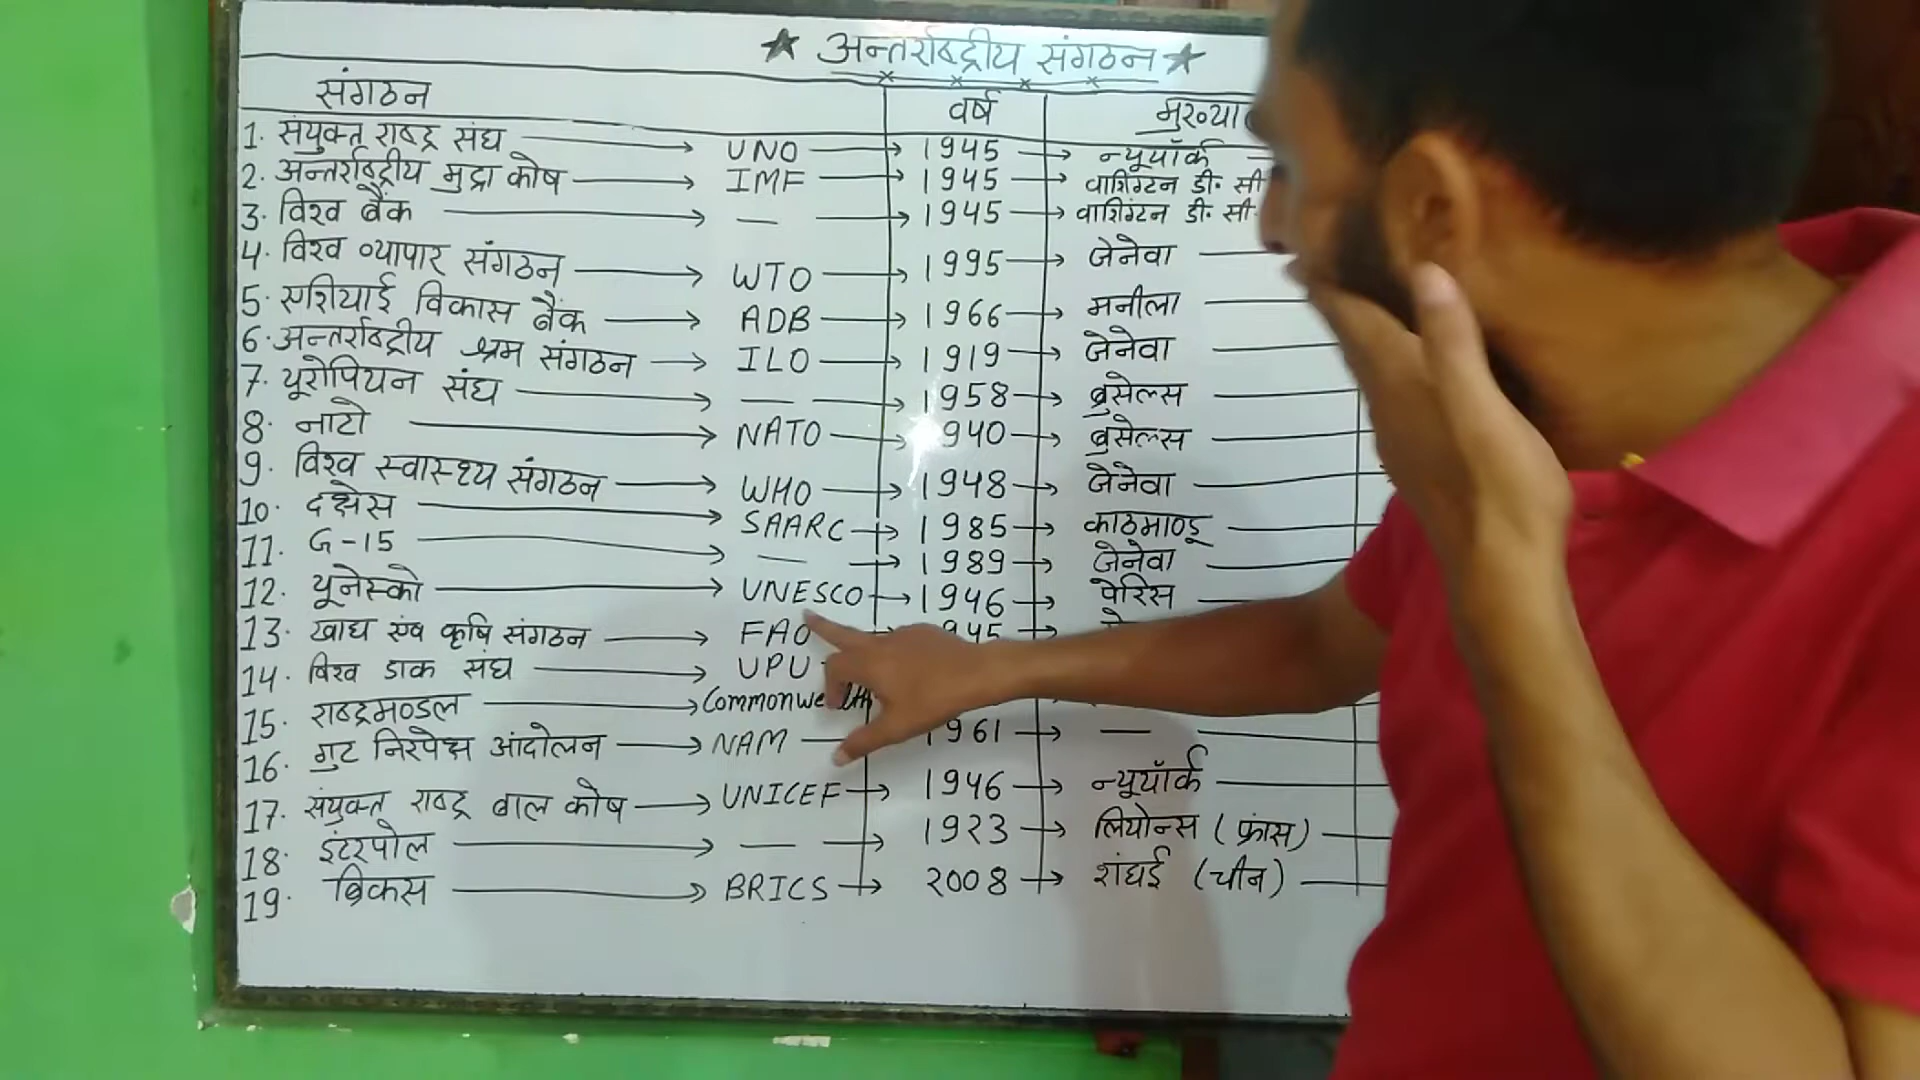 ★ अन्तर्राष्ट्रीय संगठन ★
संगठन वर्ष मुख्या
1. संयुक्त राष्ट्र संघ → UNO → 1945 → न्यूयॉर्क
2. अन्तर्राष्ट्रीय मुद्रा कोष → IMF → 1945 → वाशिंगटन डी. सी
3. विश्व बैंक → — → 1945 → वाशिंगटन डी. सी.
4. विश्व व्यापार संगठन → WTO → 1995 → जेनेवा
5. एशियाई विकास बैंक → ADB → 1966 → मनीला
6. अन्तर्राष्ट्रीय श्रम संगठन → ILO → 1919 → जेनेवा
7. यूरोपियन संघ → — → 1958 → ब्रुसेल्स
8. नाटो → NATO → 1940 → ब्रुसेल्स
9. विश्व स्वास्थ्य संगठन → WHO → 1948 → जेनेवा
10. दक्षेस → SAARC → 1985 → काठमाण्डू
11. G-15 → — → 1989 → जेनेवा
12. यूनेस्को → UNESCO → 1946 → पेरिस
13. खाद्य एंव कृषि संगठन → FAO 945 →
14. विश्व डाक संघ → UPU
15. राष्ट्रमण्डल → Commonwealth
16. गुट निरपेक्ष आंदोलन → NAM — 1961 → —
17. संयुक्त राष्ट्र बाल कोष → UNICEF → 1946 → न्यूयॉर्क
18. इंटरपोल → — → 1923 → लियोन्स (फ्रांस)
19. ब्रिकस → BRICS → 2008 → शंघाई (चीन)